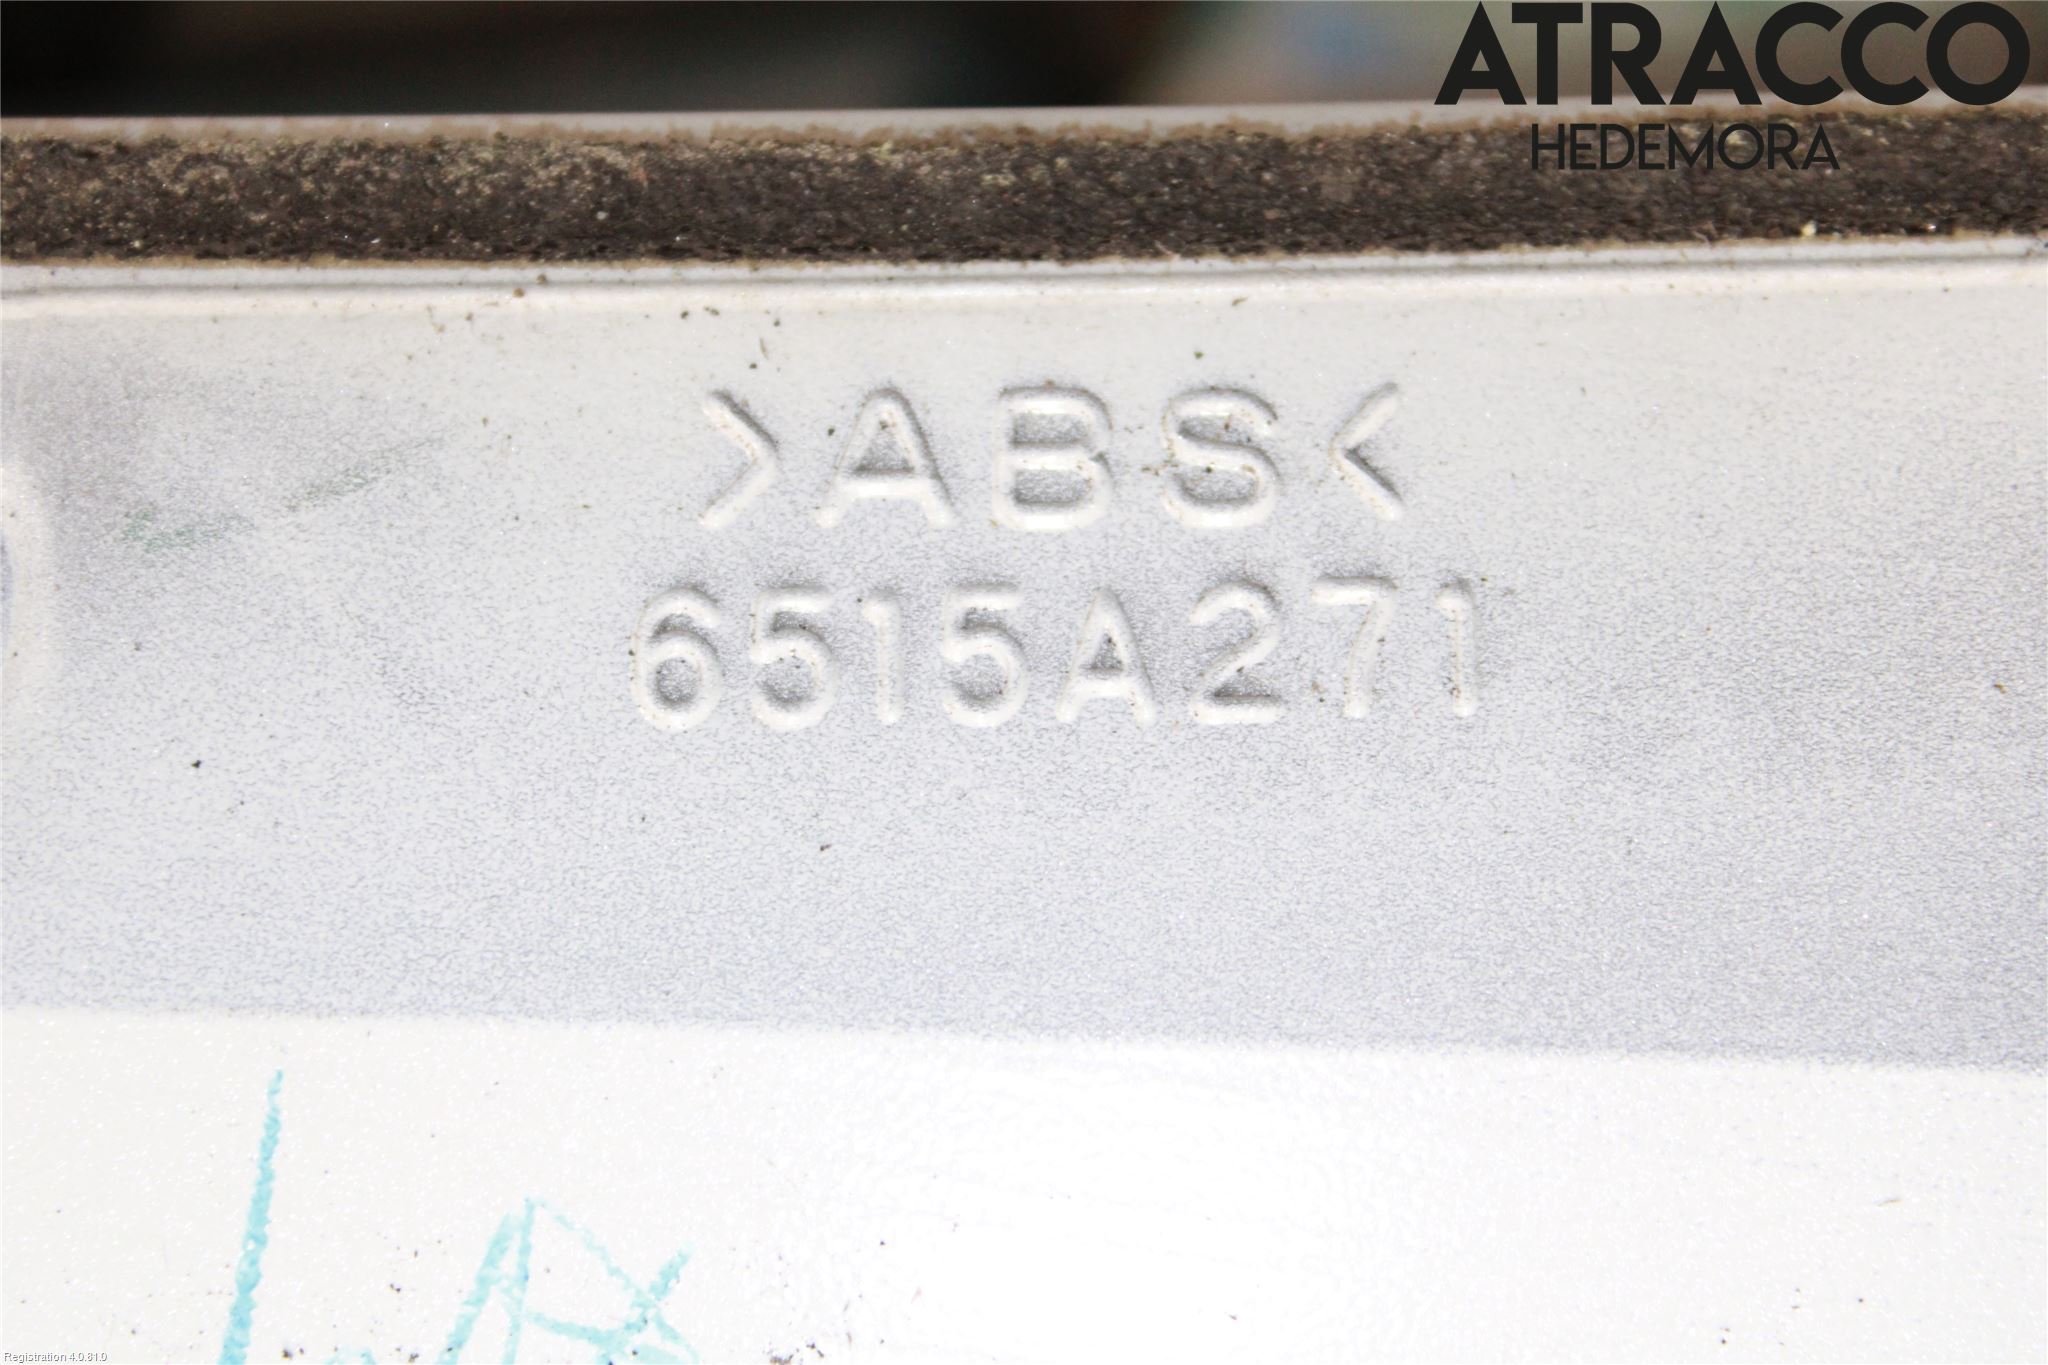 ATRACCO
HEDEMORA
>ABS<
6515A271
Registration 4.0.81.0